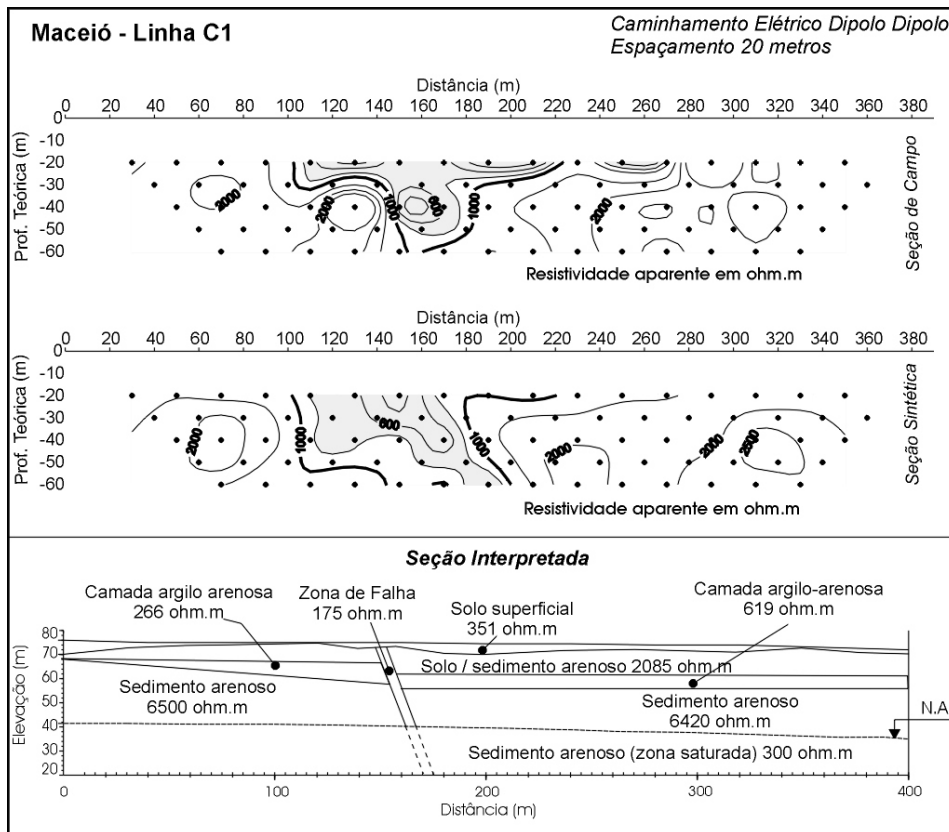 Maceió - Linha C1
Caminhamento Elétrico Dipolo Dipolo
Espaçamento 20 metros
Distância (m)
0 20 40 60 80 100 120 140 160 180 200 220 240 260 280 300 320 340 360 380
Prof. Teórica (m)
0
-10
-20
-30
-40
-50
-60
2000
2000
1000
600
1000
2000
Seção de Campo
Resistividade aparente em ohm.m
Distância (m)
0 20 40 60 80 100 120 140 160 180 200 220 240 260 280 300 320 340 360 380
Prof. Teórica (m)
0
-10
-20
-30
-40
-50
-60
2000
1000
600
1000
2000
2000
2500
Seção Sintética
Resistividade aparente em ohm.m
Seção Interpretada
Camada argilo arenosa
266 ohm.m
Zona de Falha
175 ohm.m
Solo superficial
351 ohm.m
Camada argilo-arenosa
619 ohm.m
Elevação (m)
80
70
60
50
40
30
20
Solo / sedimento arenoso 2085 ohm m
Sedimento arenoso
6500 ohm.m
Sedimento arenoso
6420 ohm.m
N.A
Sedimento arenoso (zona saturada) 300 ohm.m
0 100 200 300 400
Distância (m)